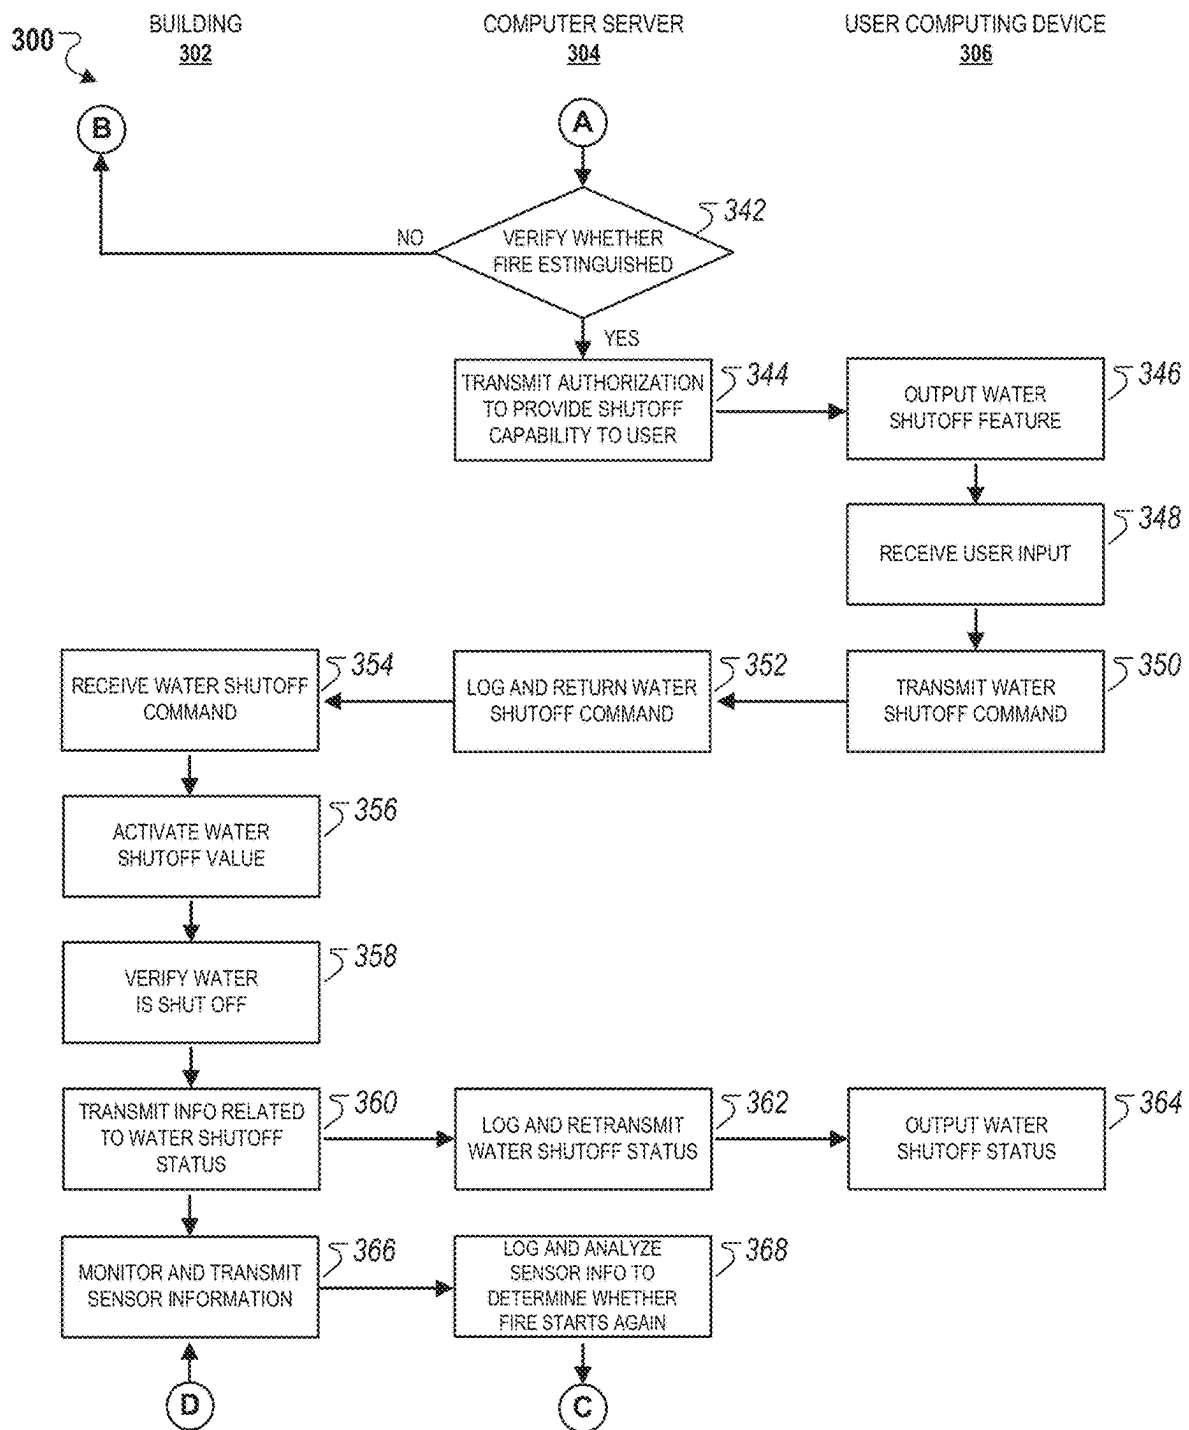 BUILDING
302
COMPUTER SERVER
304
USER COMPUTING DEVICE
306
300
B
A
342
NO
VERIFY WHETHER
FIRE ESTINGUISHED
YES
TRANSMIT AUTHORIZATION
TO PROVIDE SHUTOFF
CAPABILITY TO USER
344
OUTPUT WATER
SHUTOFF FEATURE
346
RECEIVE USER INPUT
348
RECEIVE WATER SHUTOFF
COMMAND
354
LOG AND RETURN WATER
SHUTOFF COMMAND
352
TRANSMIT WATER
SHUTOFF COMMAND
350
ACTIVATE WATER
SHUTOFF VALUE
356
VERIFY WATER
IS SHUT OFF
358
TRANSMIT INFO RELATED
TO WATER SHUTOFF
STATUS
360
LOG AND RETRANSMIT
WATER SHUTOFF STATUS
362
OUTPUT WATER
SHUTOFF STATUS
364
MONITOR AND TRANSMIT
SENSOR INFORMATION
366
LOG AND ANALYZE
SENSOR INFO TO
DETERMINE WHETHER
FIRE STARTS AGAIN
368
D
C